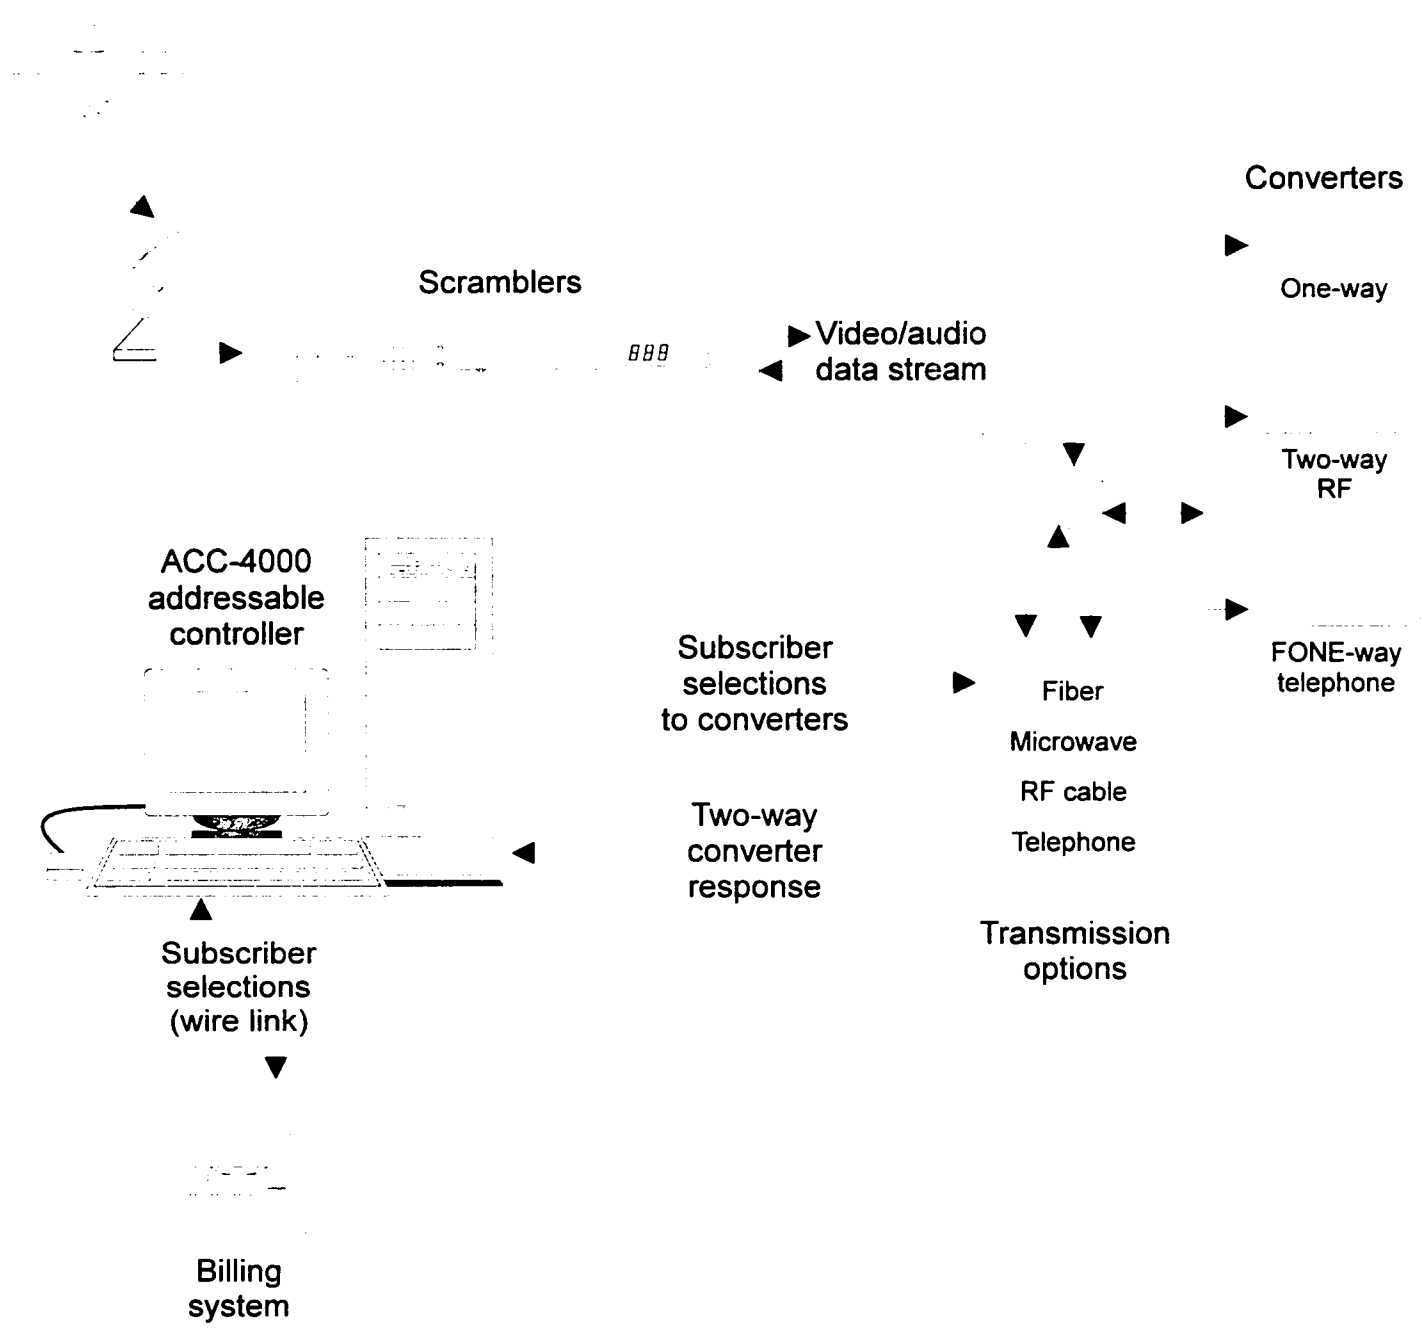 Converters
One-way
Scramblers
888
Video/audio
data stream
Two-way
RF
ACC-4000
addressable
controller
Subscriber
selections
to converters
FONE-way
telephone
Fiber
Microwave
RF cable
Telephone
Two-way
converter
response
Transmission
options
Subscriber
selections
(wire link)
Billing
system